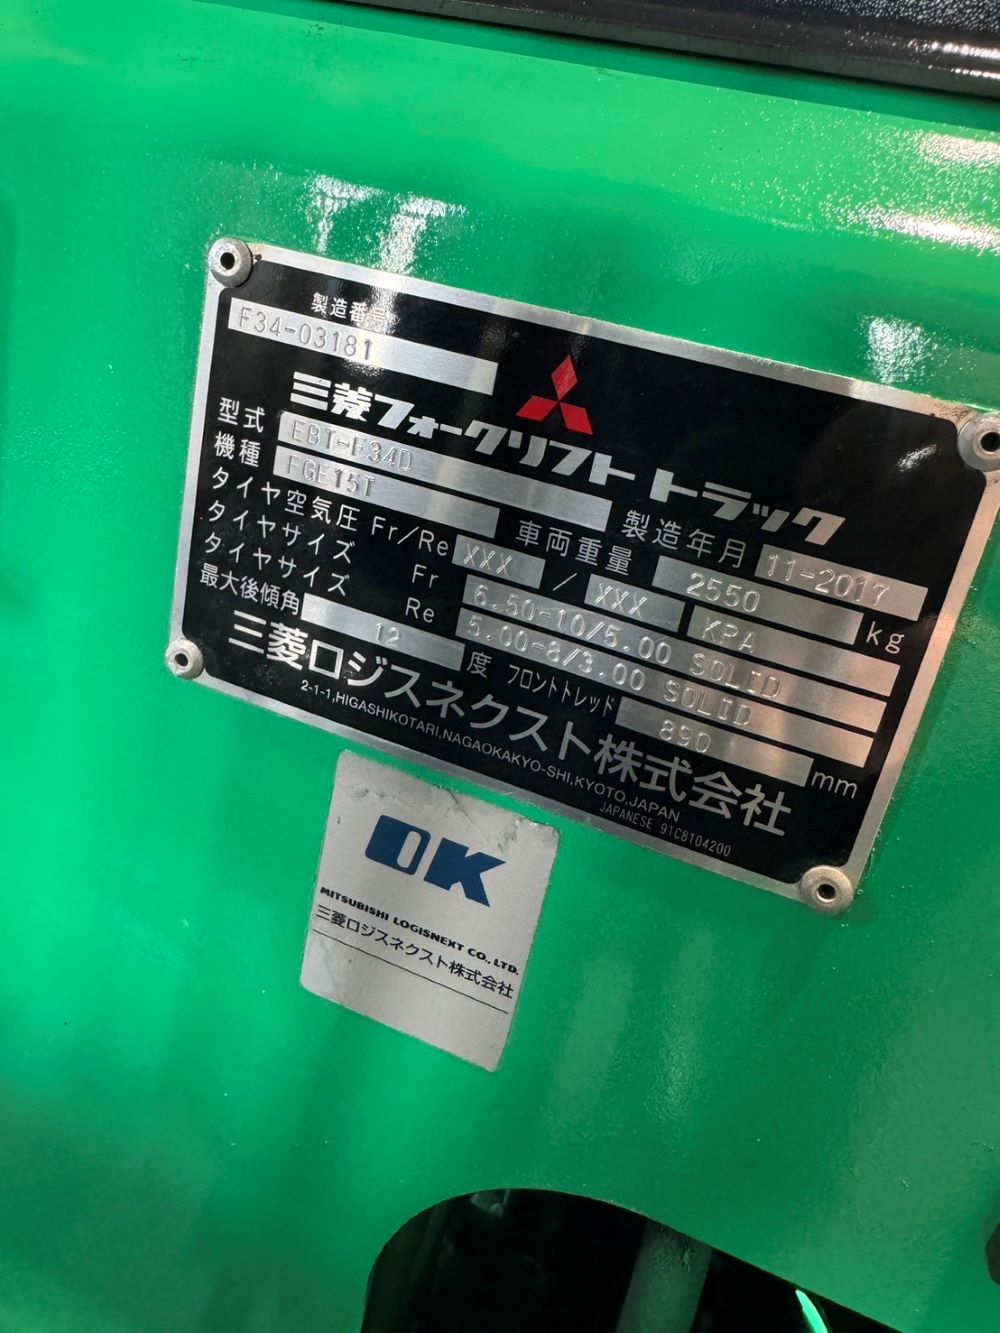 製造番号
F34-03181
三菱フォークリフト トラック
型式 EBT-F34D 製造年月 11-2017
機種 FGE15T 車両重量 2550 kg
タイヤ空気圧 Fr/Re XXX / XXX KPA
タイヤサイズ Fr 6.50-10/5.00 SOLID
タイヤサイズ Re 5.00-8/3.00 SOLID
最大後傾角 12 度 フロントトレッド 890 mm
三菱ロジスネクスト株式会社
2-1-1,HIGASHIKOTARI,NAGAOKAKYO-SHI,KYOTO,JAPAN
JAPANESE 91C8104200
OK
MITSUBISHI LOGISNEXT CO.,LTD.
三菱ロジスネクスト株式会社